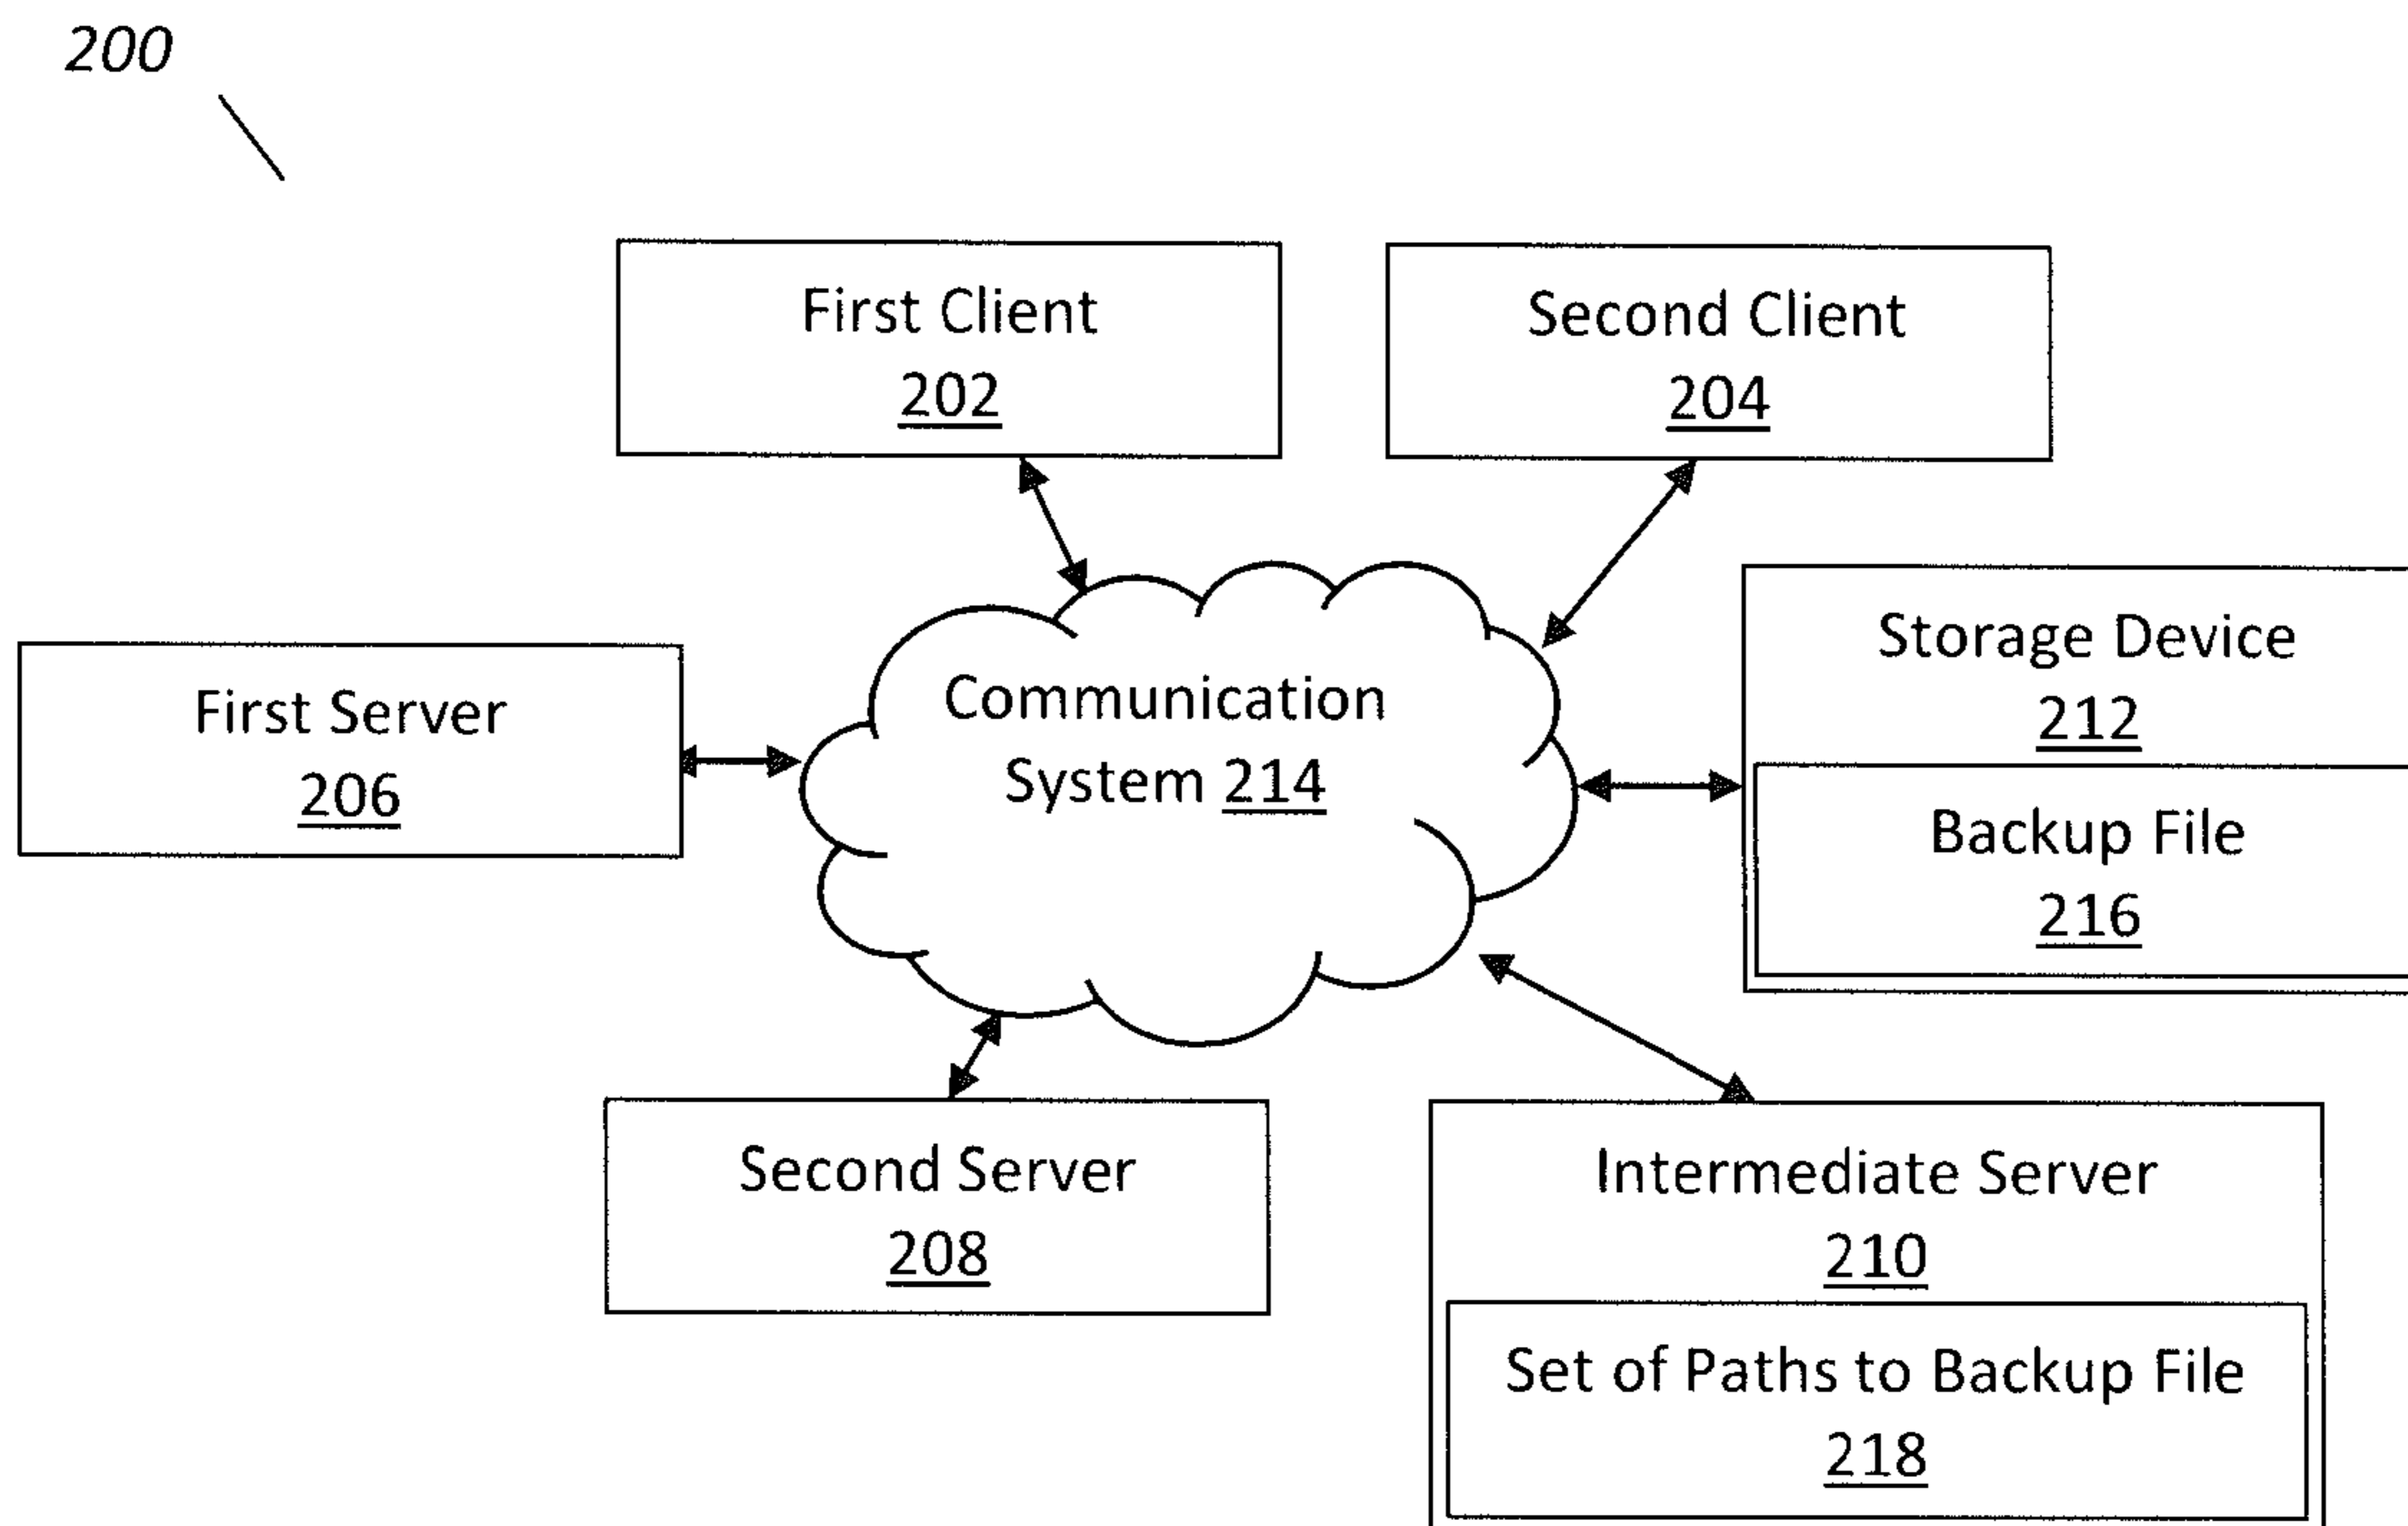 200
First Client
202
Second Client
204
First Server
206
Communication
System 214
Storage Device
212
Backup File
216
Second Server
208
Intermediate Server
210
Set of Paths to Backup File
218